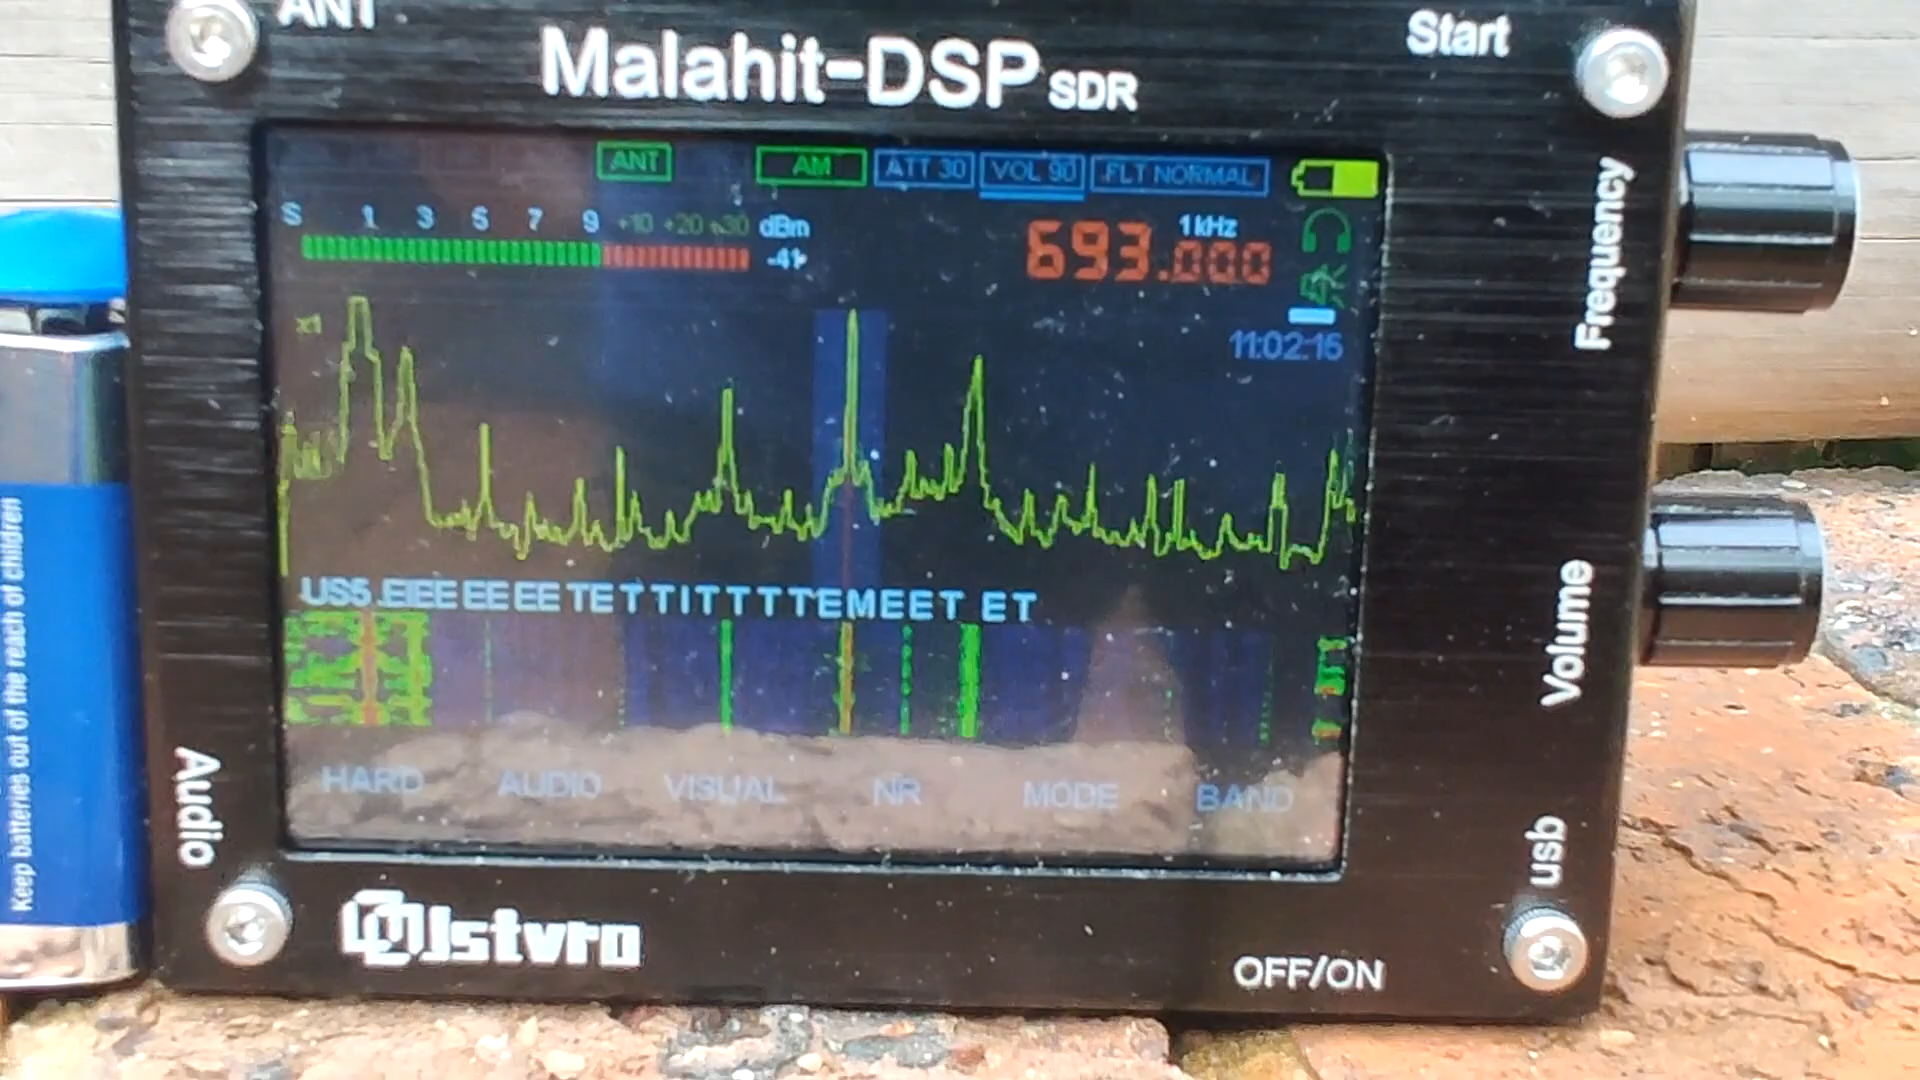 ANT
Start
Malahit-DSP SDR
ANT
AM
ATT 30
VOL 90
FLT NORMAL
S 1 3 5 7 9 +10 +20 +30 dBm
-41
1kHz
693.000
x1
11:02:15
US5 .EIEE EE EE TE T T I T T T T T E M E E T E T
HARD AUDIO VISUAL NR MODE BAND
Frequency
Volume
usb
Audio
OFF/ON
Keep batteries out of the reach of children